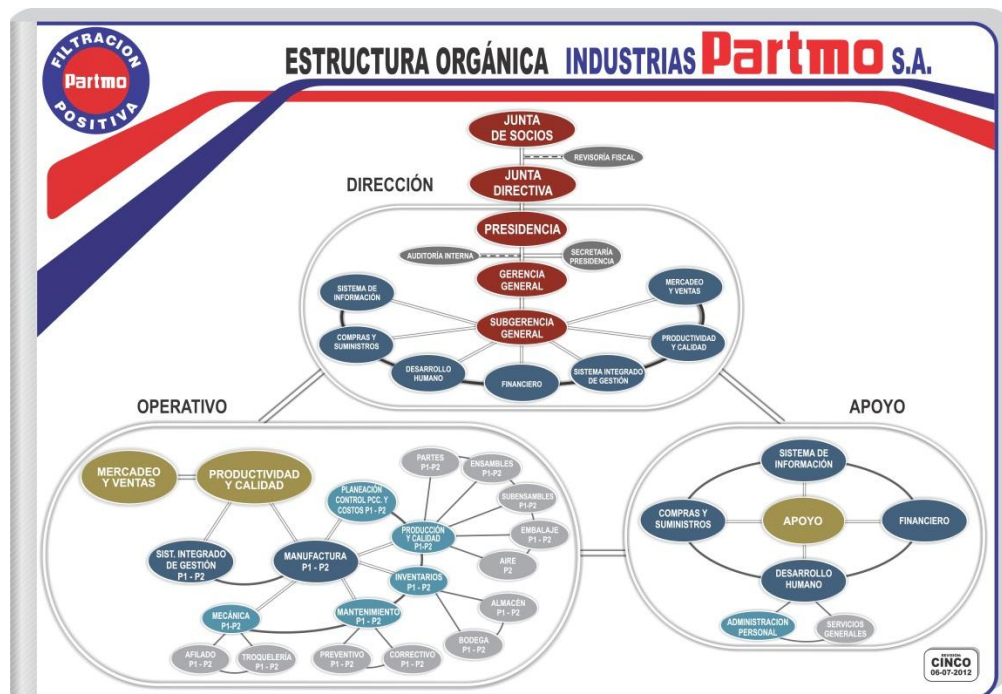 FILTRACION
Partmo
POSITIVA
ESTRUCTURA ORGÁNICA INDUSTRIAS Partmo S.A.
JUNTA
DE SOCIOS
REVISORÍA FISCAL
DIRECCIÓN
JUNTA
DIRECTIVA
PRESIDENCIA
AUDITORÍA INTERNA
SECRETARÍA
PRESIDENCIA
GERENCIA
GENERAL
SISTEMA DE
INFORMACIÓN
MERCADEO
Y VENTAS
SUBGERENCIA
GENERAL
COMPRAS Y
SUMINISTROS
PRODUCTIVIDAD
Y CALIDAD
DESARROLLO
HUMANO
FINANCIERO
SISTEMA INTEGRADO
DE GESTIÓN
OPERATIVO
MERCADEO
Y VENTAS
PRODUCTIVIDAD
Y CALIDAD
PARTES
P1-P2
ENSAMBLES
P1-P2
PLANEACIÓN
CONTROL PCC. Y
COSTOS P1 - P2
SUBENSAMBLES
P1-P2
PRODUCCIÓN
Y CALIDAD
P1-P2
EMBALAJE
P1 - P2
SIST. INTEGRADO
DE GESTIÓN
P1 - P2
MANUFACTURA
P1 - P2
AIRE
P2
INVENTARIOS
P1 - P2
MECÁNICA
P1-P2
MANTENIMIENTO
P1 - P2
ALMACÉN
P1 - P2
BODEGA
P1 - P2
AFILADO
P1 - P2
TROQUELERÍA
P1 - P2
PREVENTIVO
P1 - P2
CORRECTIVO
P1 - P2
APOYO
SISTEMA DE
INFORMACIÓN
COMPRAS Y
SUMINISTROS
APOYO
FINANCIERO
DESARROLLO
HUMANO
ADMINISTRACION
PERSONAL
SERVICIOS
GENERALES
REVISIÓN:
CINCO
06-07-2012